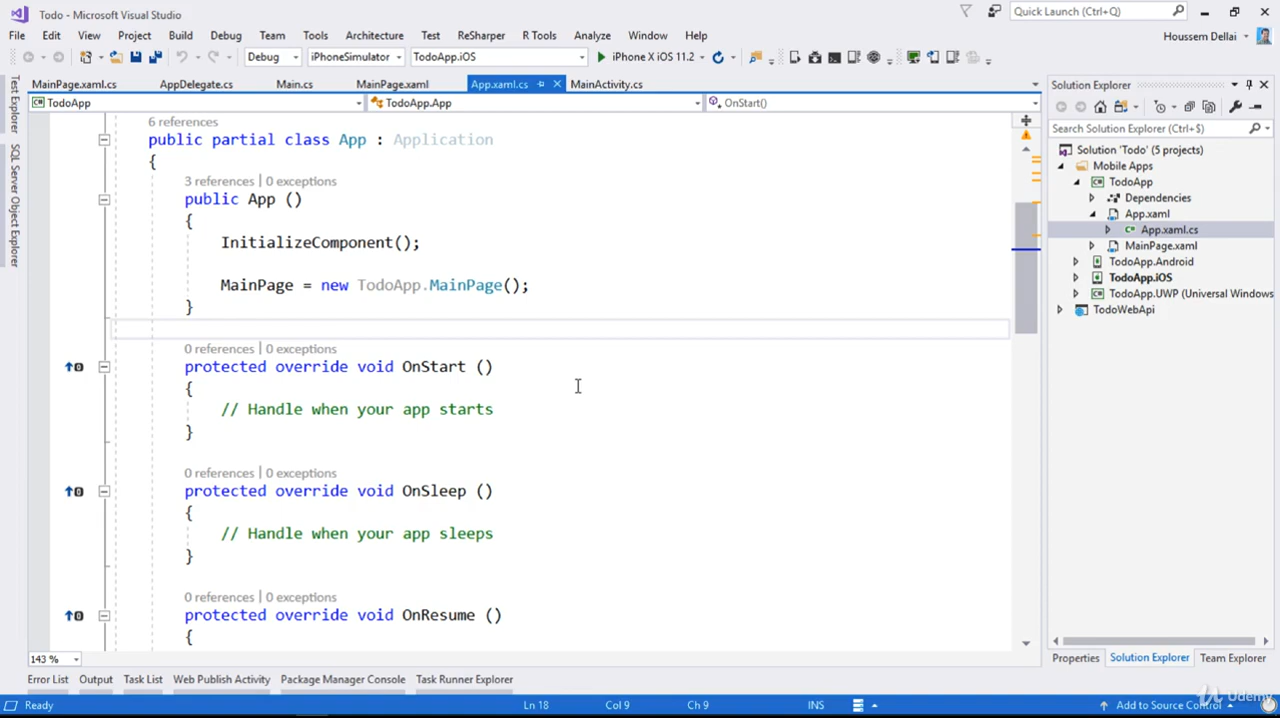 Todo - Microsoft Visual Studio
Quick Launch (Ctrl+Q)
File Edit View Project Build Debug Team Tools Architecture Test ReSharper R Tools Analyze Window Help
Houssem Dellai
Debug iPhoneSimulator TodoApp.iOS iPhone X iOS 11.2
MainPage.xaml.cs AppDelegate.cs Main.cs MainPage.xaml App.xaml.cs MainActivity.cs
TodoApp TodoApp.App OnStart()
Test Explorer
SQL Server Object Explorer
6 references
public partial class App : Application
{
3 references | 0 exceptions
public App ()
{
InitializeComponent();
MainPage = new TodoApp.MainPage();
}
0 references | 0 exceptions
protected override void OnStart ()
{
// Handle when your app starts
}
0 references | 0 exceptions
protected override void OnSleep ()
{
// Handle when your app sleeps
}
0 references | 0 exceptions
protected override void OnResume ()
{
143 %
Solution Explorer
Search Solution Explorer (Ctrl+$)
Solution 'Todo' (5 projects)
Mobile Apps
TodoApp
Dependencies
App.xaml
App.xaml.cs
MainPage.xaml
TodoApp.Android
TodoApp.iOS
TodoApp.UWP (Universal Windows
TodoWebApi
Properties Solution Explorer Team Explorer
Error List Output Task List Web Publish Activity Package Manager Console Task Runner Explorer
Ready Ln 18 Col 9 Ch 9 INS Add to Source Control
Udemy